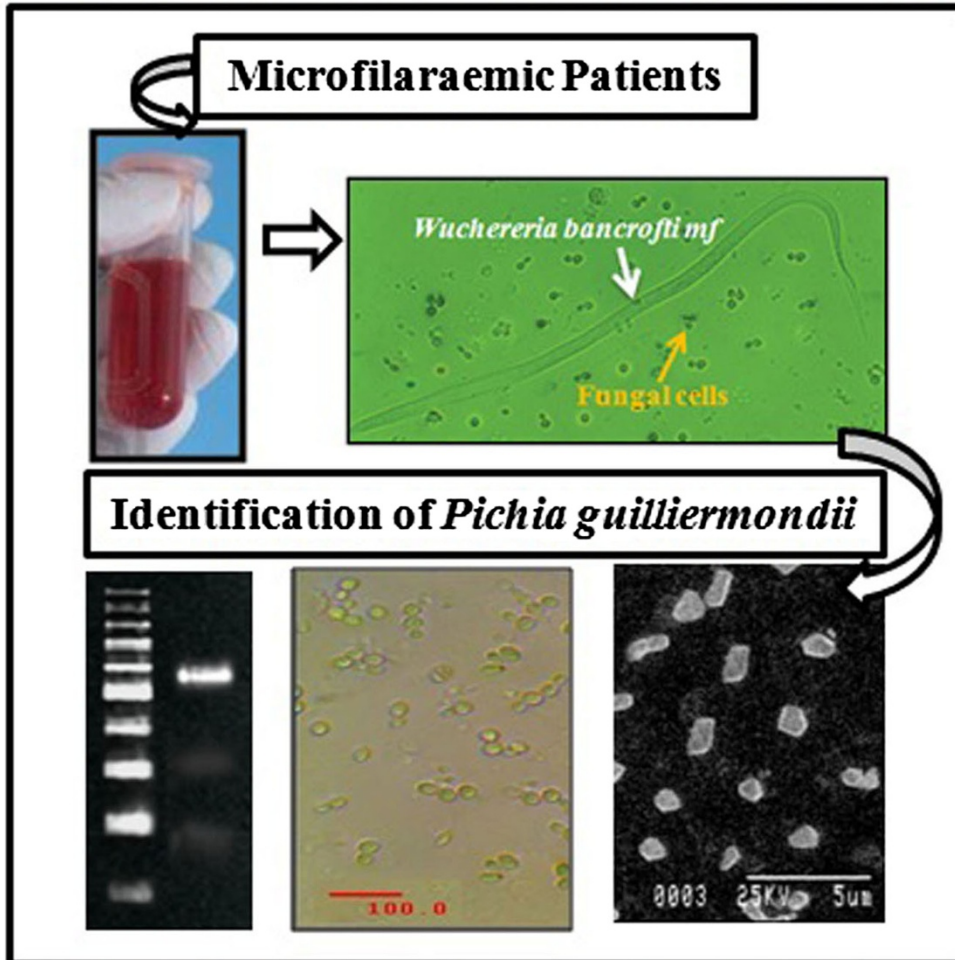 Microfilaraemic Patients
Wuchereria bancrofti mf
Fungal cells
Identification of Pichia guilliermondii
100.0
0003 25KV 5um